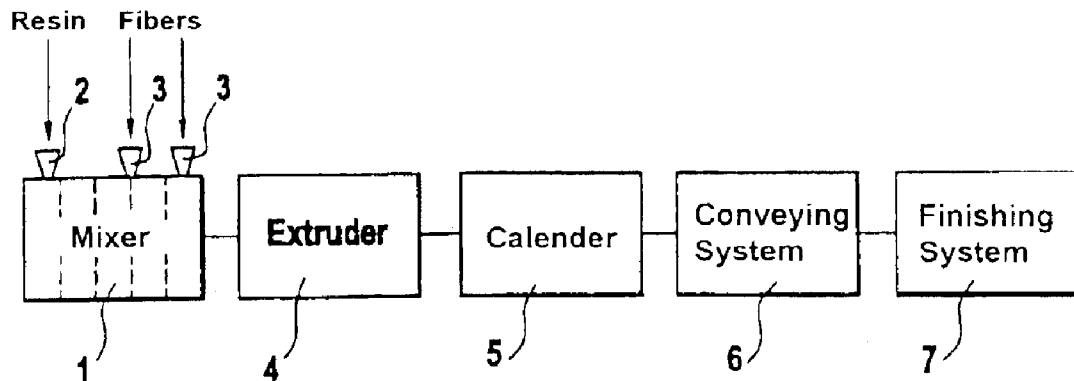 Resin Fibers
2 3 3
Mixer
Extruder
Calender
Conveying
System
Finishing
System
1 4 5 6 7